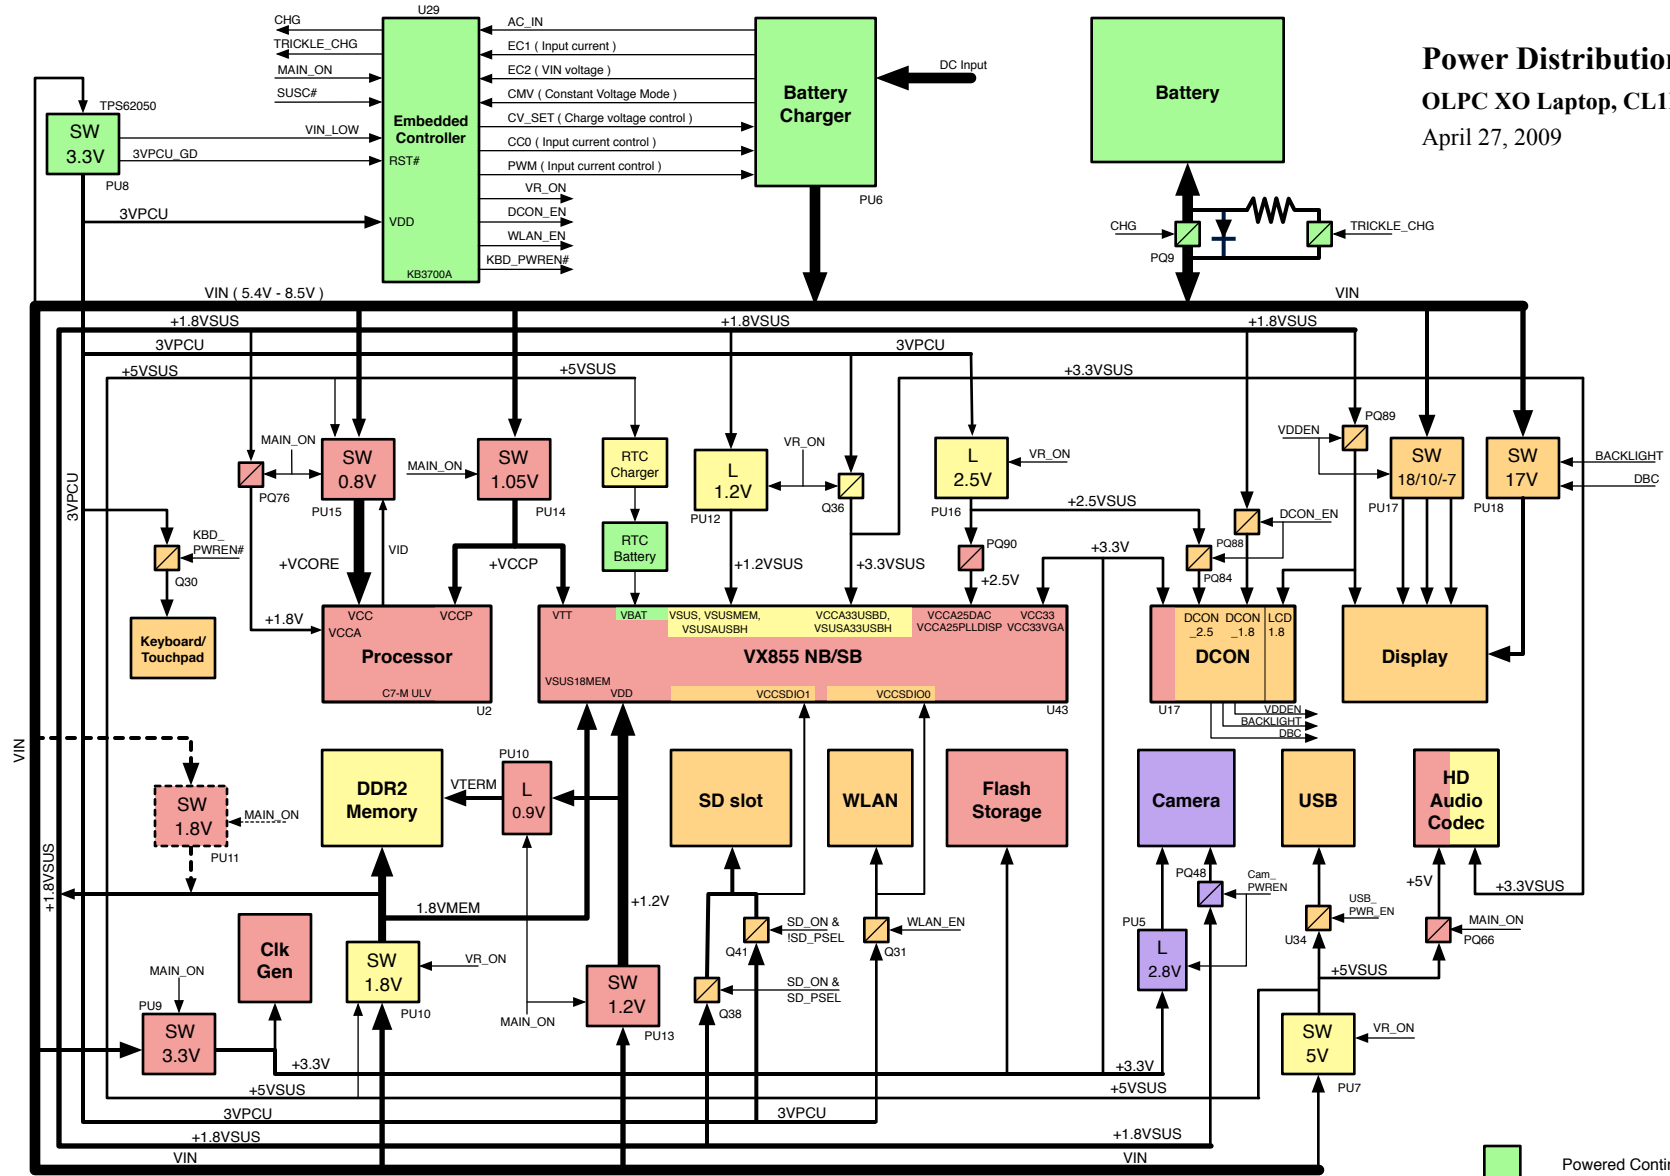 U29
CHG
TRICKLE_CHG
MAIN_ON
SUSC#
TPS62050
SW
3.3V
PU8
VIN_LOW
3VPCU_GD
3VPCU
Embedded
Controller
RST#
VDD
KB3700A
AC_IN
EC1 ( Input current )
EC2 ( VIN voltage )
CMV ( Constant Voltage Mode )
CV_SET ( Charge voltage control )
CC0 ( Input current control )
PWM ( Input current control )
VR_ON
DCON_EN
WLAN_EN
KBD_PWREN#
Battery
Charger
PU6
DC Input
Battery
CHG
PQ9
TRICKLE_CHG
Power Distribution
OLPC XO Laptop, CL1
April 27, 2009
VIN ( 5.4V - 8.5V )
VIN
+1.8VSUS
+1.8VSUS
+1.8VSUS
3VPCU
3VPCU
+5VSUS
+5VSUS
+3.3VSUS
3VPCU
MAIN_ON
PQ76
SW
0.8V
PU15
MAIN_ON
SW
1.05V
PU14
RTC
Charger
RTC
Battery
L
1.2V
PU12
VR_ON
Q36
L
2.5V
PU16
VR_ON
+2.5VSUS
PQ90
+2.5V
DCON_EN
PQ88
PQ84
VDDEN
PQ89
SW
18/10/-7
PU17
SW
17V
PU18
BACKLIGHT
DBC
KBD_
PWREN#
Q30
+VCORE
VID
+VCCP
+1.2VSUS
+3.3VSUS
+3.3V
+1.8V
Keyboard/
Touchpad
VCC
VCCP
VCCA
Processor
C7-M ULV
U2
VTT
VBAT
VSUS, VSUSMEM,
VSUSAUSBH
VCCA33USBD,
VSUSA33USBH
VCCA25DAC
VCCA25PLLDISP
VCC33
VCC33VGA
VX855 NB/SB
VSUS18MEM
VDD
VCCSDIO1
VCCSDIO0
U43
DCON
_2.5
DCON
_1.8
LCD
1.8
DCON
U17
VDDEN
BACKLIGHT
DBC
Display
VIN
SW
1.8V
MAIN_ON
PU11
DDR2
Memory
VTERM
PU10
L
0.9V
SD slot
WLAN
Flash
Storage
Camera
USB
HD
Audio
Codec
+1.8VSUS
1.8VMEM
+1.2V
PQ48
Cam_
PWREN
PU5
L
2.8V
USB_
PWR_EN
U34
+5V
+3.3VSUS
MAIN_ON
PQ66
+5VSUS
Clk
Gen
SW
1.8V
VR_ON
PU10
MAIN_ON
SW
1.2V
PU13
Q41
SD_ON &
!SD_PSEL
Q38
SD_ON &
SD_PSEL
WLAN_EN
Q31
MAIN_ON
PU9
SW
3.3V
SW
5V
VR_ON
PU7
+3.3V
+3.3V
+5VSUS
+5VSUS
3VPCU
3VPCU
+1.8VSUS
+1.8VSUS
VIN
VIN
Powered